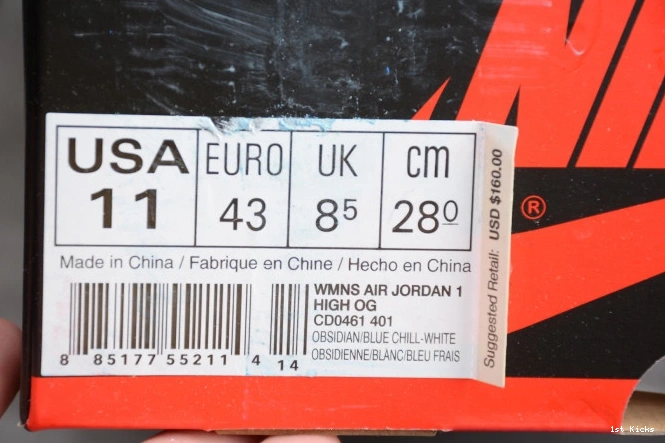 USA EURO UK cm
11 43 8⁵ 28⁰
Made in China / Fabrique en Chine / Hecho en China
WMNS AIR JORDAN 1
HIGH OG
CD0461 401
OBSIDIAN/BLUE CHILL-WHITE
OBSIDIENNE/BLANC/BLEU FRAIS
8 85177 55211 4 14
Suggested Retail: USD $160.00
®
1st Kicks